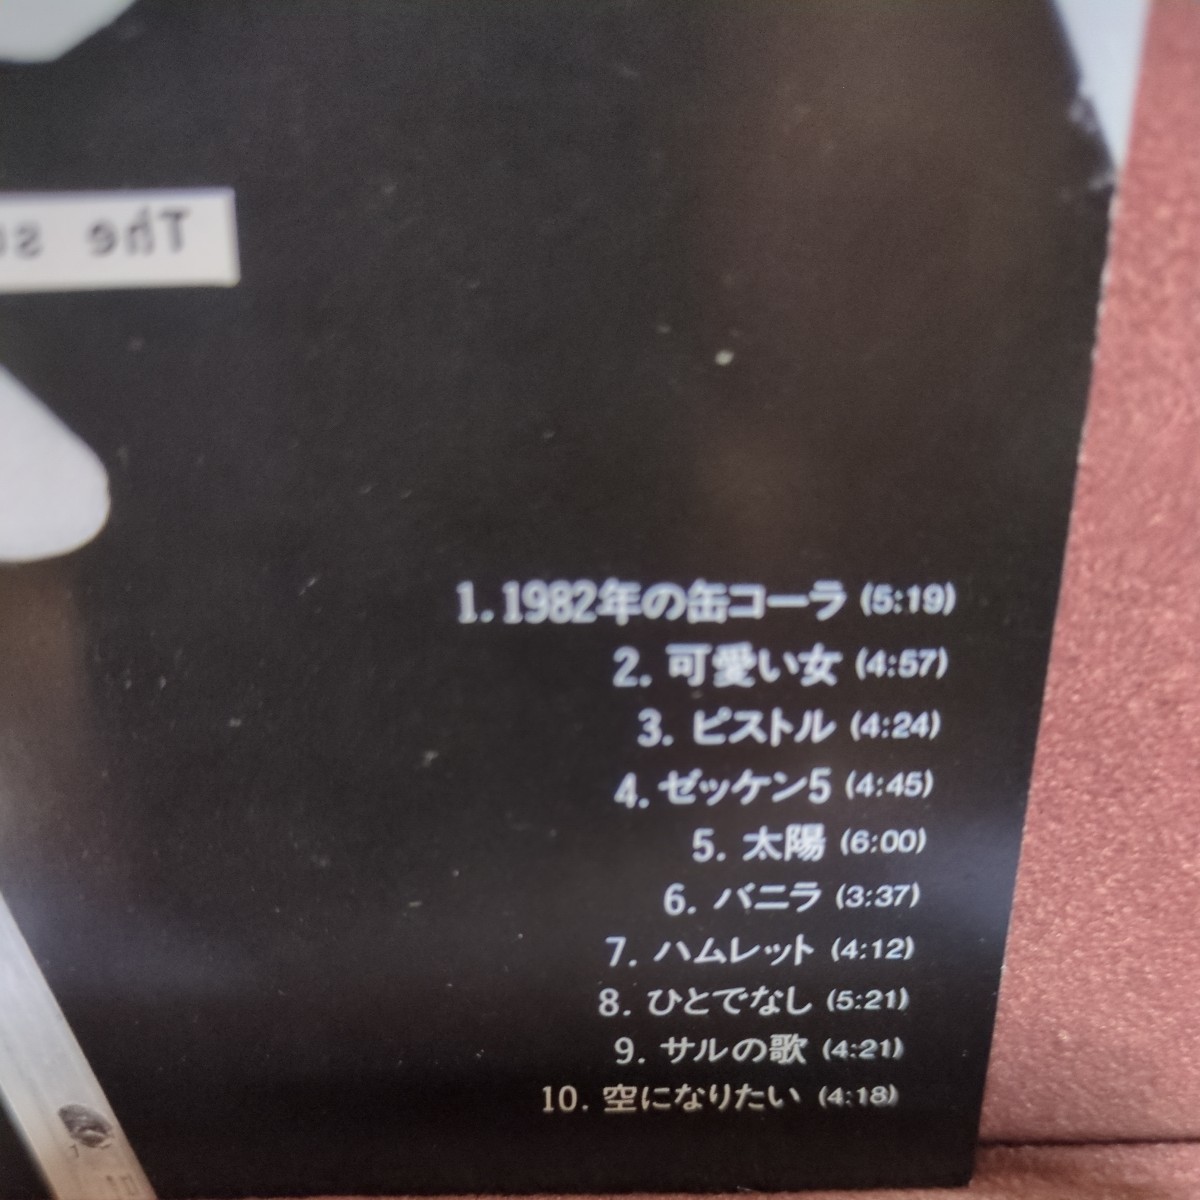 The
1. 1982年の缶コーラ (5:19)
2. 可愛い女 (4:57)
3. ピストル (4:24)
4. ゼッケン5 (4:45)
5. 太陽 (6:00)
6. バニラ (3:37)
7. ハムレット (4:12)
8. ひとでなし (5:21)
9. サルの歌 (4:21)
10. 空になりたい (4:18)